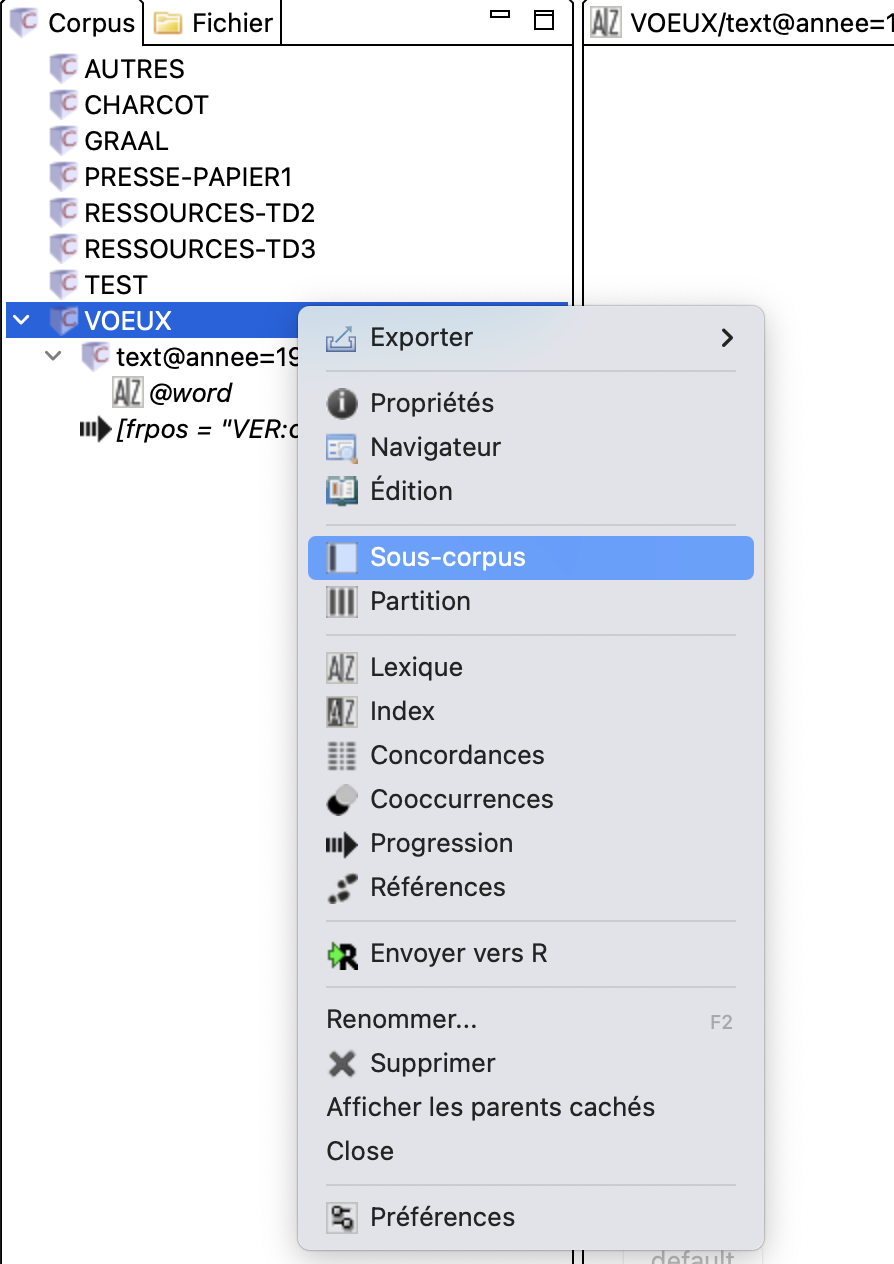 Corpus Fichier
VOEUX/text@annee=1
AUTRES
CHARCOT
GRAAL
PRESSE-PAPIER1
RESSOURCES-TD2
RESSOURCES-TD3
TEST
VOEUX
text@annee=19
AZ @word
[frpos = "VER:c
Exporter
Propriétés
Navigateur
Édition
Sous-corpus
Partition
Lexique
Index
Concordances
Cooccurrences
Progression
Références
Envoyer vers R
Renommer... F2
Supprimer
Afficher les parents cachés
Close
Préférences
default